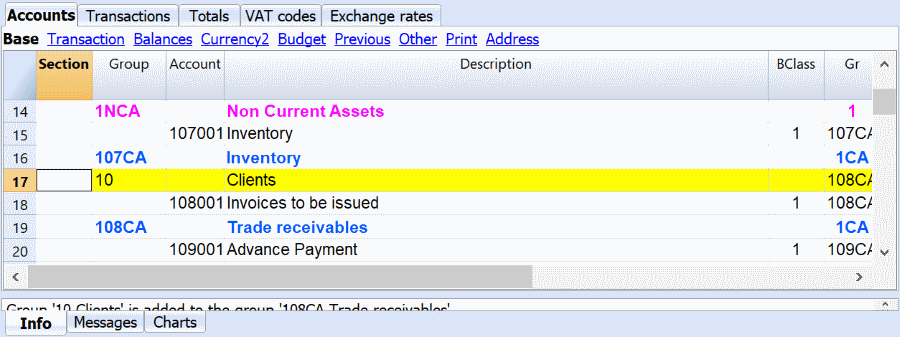 Accounts Transactions Totals VAT codes Exchange rates
Base Transaction Balances Currency2 Budget Previous Other Print Address
Section Group Account Description BClass Gr
14 1NCA Non Current Assets 1
15 107001 Inventory 1 107CA
16 107CA Inventory 1CA
17 10 Clients 108CA
18 108001 Invoices to be issued 1 108CA
19 108CA Trade receivables 1CA
20 109001 Advance Payment 1 109CA
Group '10 Clients' is added to the group '108CA Trade receivables'
Info Messages Charts